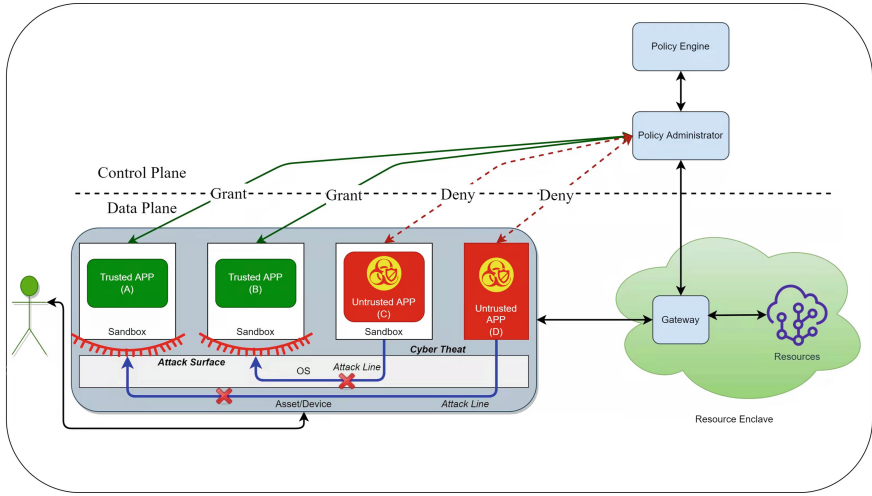 Policy Engine
Policy Administrator
Control Plane
Grant
Grant
Deny
Deny
Data Plane
Trusted APP
(A)
Trusted APP
(B)
Untrusted APP
(C)
Untrusted
APP
(D)
Sandbox
Sandbox
Sandbox
Attack Surface
Cyber Theat
OS
Attack Line
Asset/Device
Attack Line
Gateway
Resources
Resource Enclave